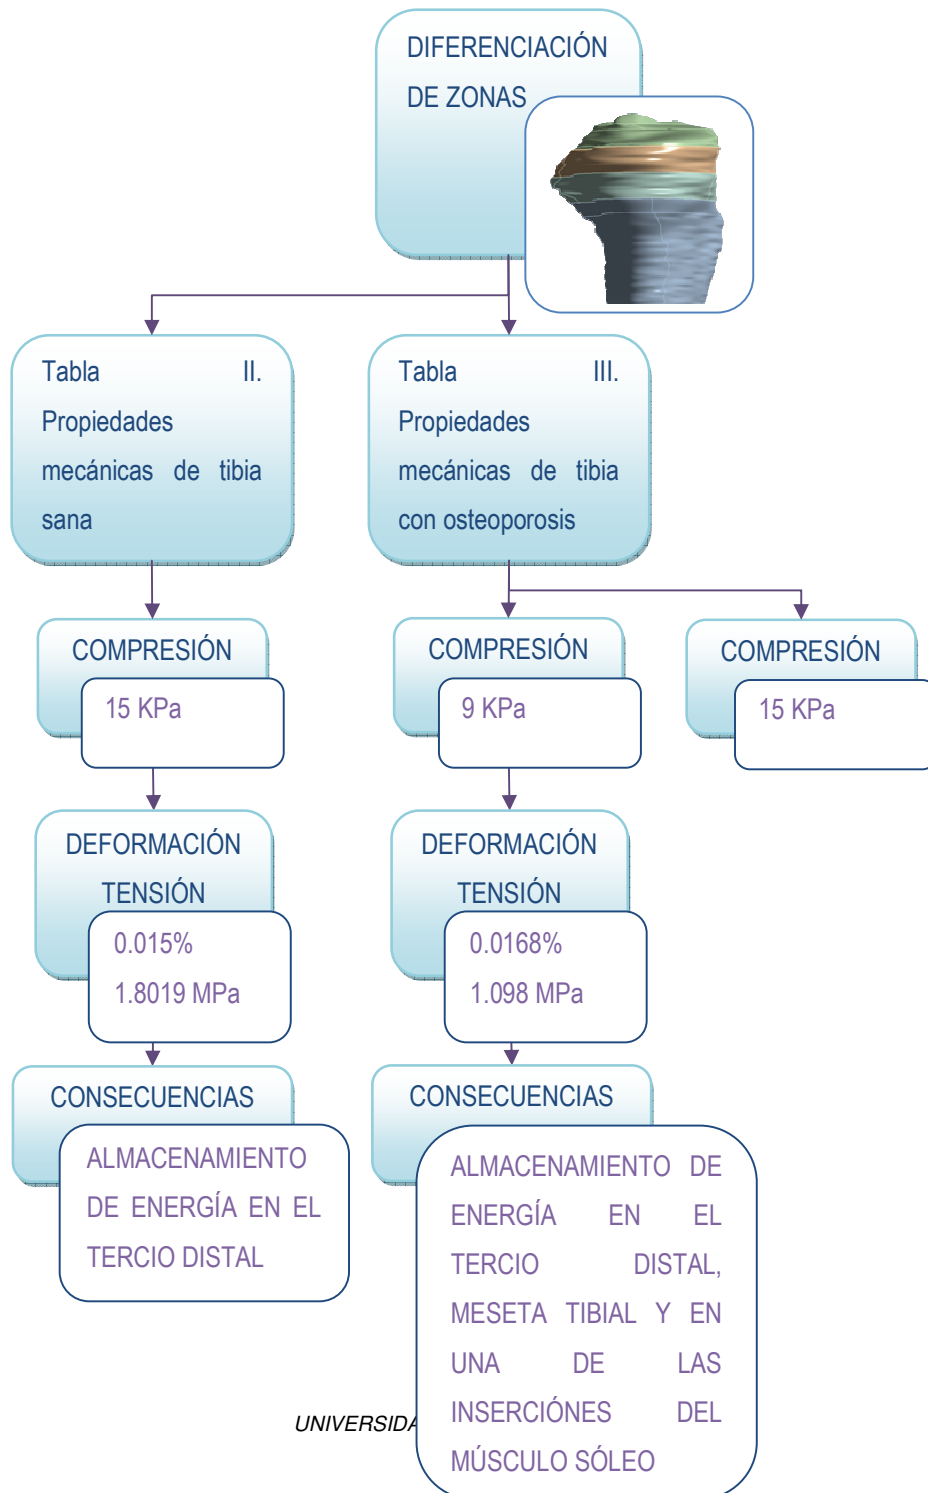 DIFERENCIACIÓN
DE ZONAS
Tabla II.
Propiedades
mecánicas de tibia
sana
Tabla III.
Propiedades
mecánicas de tibia
con osteoporosis
COMPRESIÓN
15 KPa
COMPRESIÓN
9 KPa
COMPRESIÓN
15 KPa
DEFORMACIÓN
TENSIÓN
0.015%
1.8019 MPa
DEFORMACIÓN
TENSIÓN
0.0168%
1.098 MPa
CONSECUENCIAS
ALMACENAMIENTO
DE ENERGÍA EN EL
TERCIO DISTAL
CONSECUENCIAS
ALMACENAMIENTO DE
ENERGÍA EN EL
TERCIO DISTAL,
MESETA TIBIAL Y EN
UNA DE LAS
INSERCIÓNES DEL
MÚSCULO SÓLEO